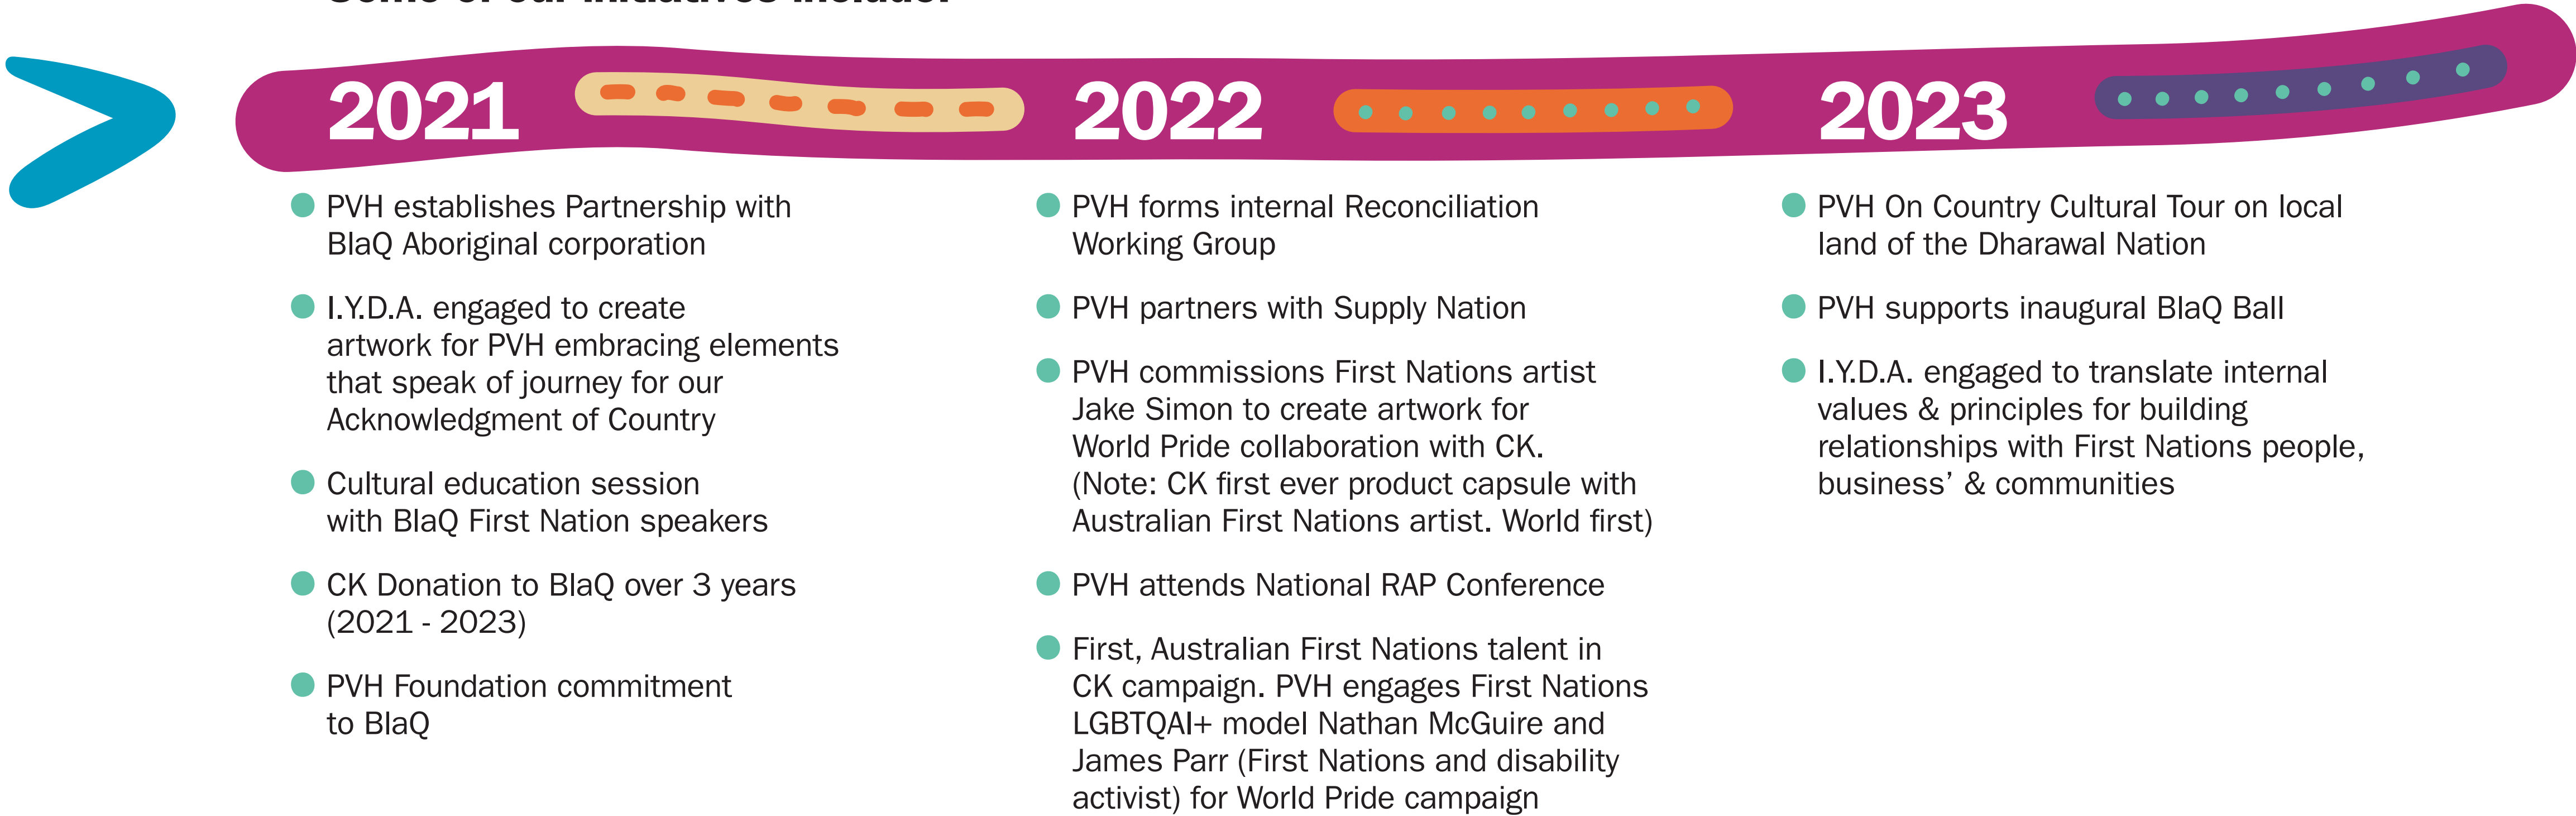 2021
PVH establishes Partnership with
BlaQ Aboriginal corporation
I.Y.D.A. engaged to create
artwork for PVH embracing elements
that speak of journey for our
Acknowledgment of Country
Cultural education session
with BlaQ First Nation speakers
CK Donation to BlaQ over 3 years
(2021 - 2023)
PVH Foundation commitment
to BlaQ
2022
PVH forms internal Reconciliation
Working Group
PVH partners with Supply Nation
PVH commissions First Nations artist
Jake Simon to create artwork for
World Pride collaboration with CK.
(Note: CK first ever product capsule with
Australian First Nations artist. World first)
PVH attends National RAP Conference
First, Australian First Nations talent in
CK campaign. PVH engages First Nations
LGBTQAI+ model Nathan McGuire and
James Parr (First Nations and disability
activist) for World Pride campaign
2023
PVH On Country Cultural Tour on local
land of the Dharawal Nation
PVH supports inaugural BlaQ Ball
I.Y.D.A. engaged to translate internal
values & principles for building
relationships with First Nations people,
business’ & communities